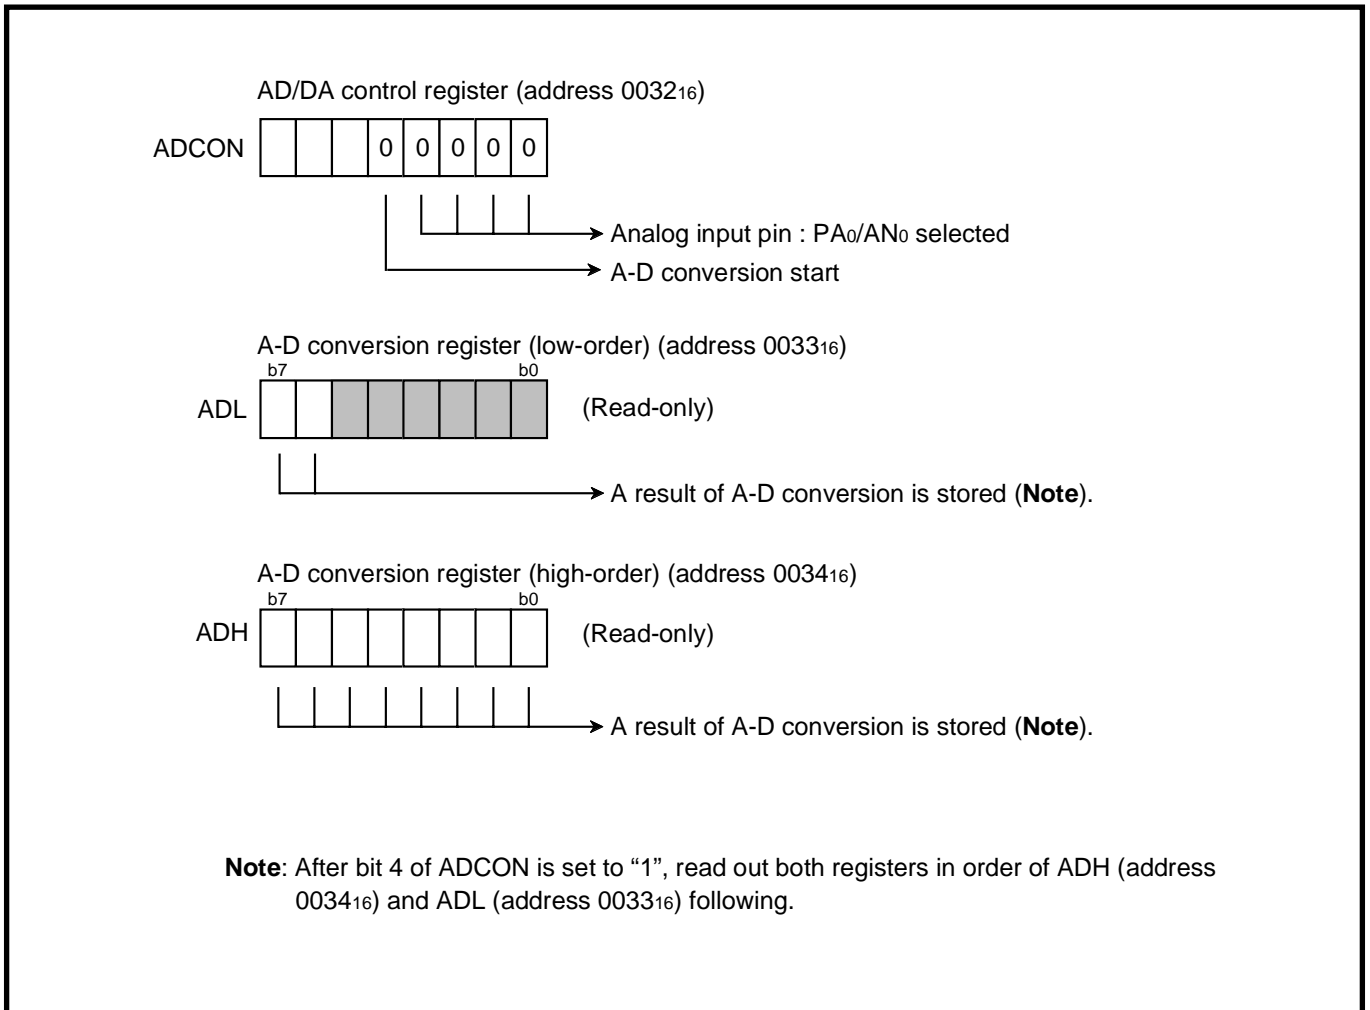 AD/DA control register (address 003216)
ADCON 0 0 0 0 0
Analog input pin : PA0/AN0 selected
A-D conversion start
A-D conversion register (low-order) (address 003316)
b7 b0
ADL (Read-only)
A result of A-D conversion is stored (Note).
A-D conversion register (high-order) (address 003416)
b7 b0
ADH (Read-only)
A result of A-D conversion is stored (Note).
Note: After bit 4 of ADCON is set to “1”, read out both registers in order of ADH (address
003416) and ADL (address 003316) following.